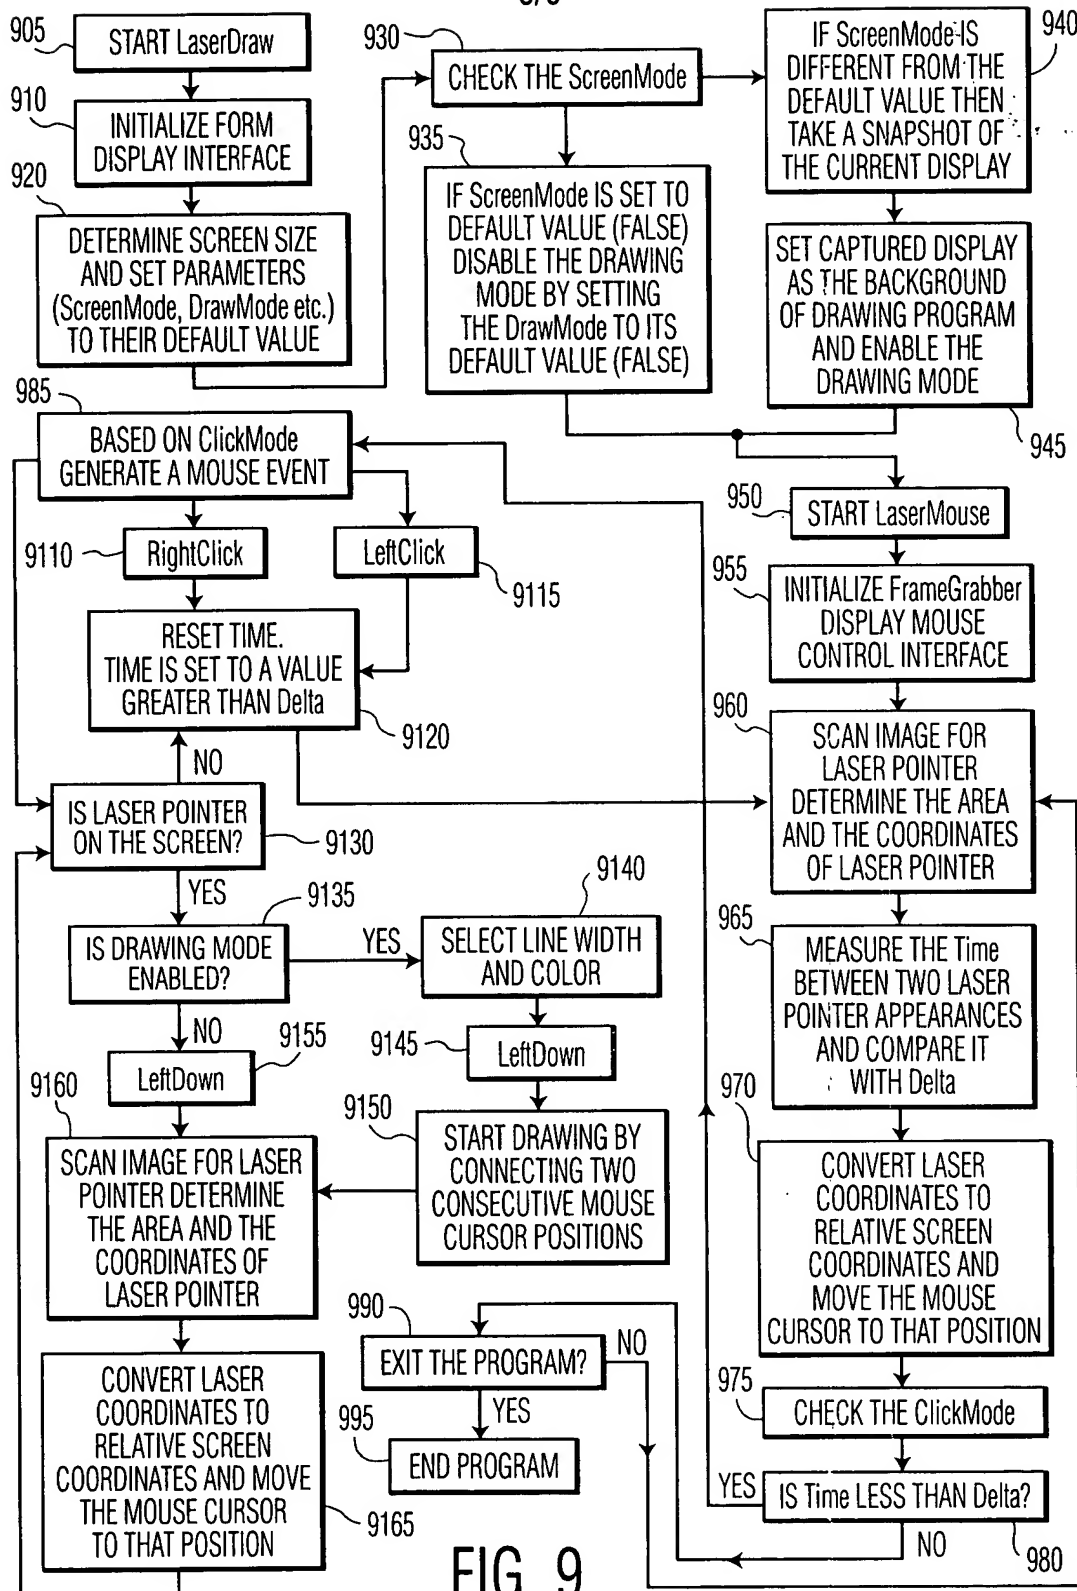 905
START LaserDraw
910
INITIALIZE FORM
DISPLAY INTERFACE
920
DETERMINE SCREEN SIZE
AND SET PARAMETERS
(ScreenMode, DrawMode etc.)
TO THEIR DEFAULT VALUE
930
CHECK THE ScreenMode
935
IF ScreenMode IS SET TO
DEFAULT VALUE (FALSE)
DISABLE THE DRAWING
MODE BY SETTING
THE DrawMode TO ITS
DEFAULT VALUE (FALSE)
940
IF ScreenMode IS
DIFFERENT FROM THE
DEFAULT VALUE THEN
TAKE A SNAPSHOT OF
THE CURRENT DISPLAY
SET CAPTURED DISPLAY
AS THE BACKGROUND
OF DRAWING PROGRAM
AND ENABLE THE
DRAWING MODE
945
950
START LaserMouse
955
INITIALIZE FrameGrabber
DISPLAY MOUSE
CONTROL INTERFACE
960
SCAN IMAGE FOR
LASER POINTER
DETERMINE THE AREA
AND THE COORDINATES
OF LASER POINTER
965
MEASURE THE Time
BETWEEN TWO LASER
POINTER APPEARANCES
AND COMPARE IT
WITH Delta
970
CONVERT LASER
COORDINATES TO
RELATIVE SCREEN
COORDINATES AND
MOVE THE MOUSE
CURSOR TO THAT POSITION
975
CHECK THE ClickMode
YES
IS Time LESS THAN Delta?
NO
980
985
BASED ON ClickMode
GENERATE A MOUSE EVENT
9110
RightClick
LeftClick
9115
RESET TIME.
TIME IS SET TO A VALUE
GREATER THAN Delta
9120
NO
IS LASER POINTER
ON THE SCREEN?
9130
YES
9135
IS DRAWING MODE
ENABLED?
YES
9140
SELECT LINE WIDTH
AND COLOR
9145
LeftDown
9150
START DRAWING BY
CONNECTING TWO
CONSECUTIVE MOUSE
CURSOR POSITIONS
NO
9155
LeftDown
9160
SCAN IMAGE FOR LASER
POINTER DETERMINE
THE AREA AND THE
COORDINATES OF
LASER POINTER
CONVERT LASER
COORDINATES TO
RELATIVE SCREEN
COORDINATES AND MOVE
THE MOUSE CURSOR
TO THAT POSITION
9165
990
EXIT THE PROGRAM?
NO
YES
995
END PROGRAM
FIG. 9